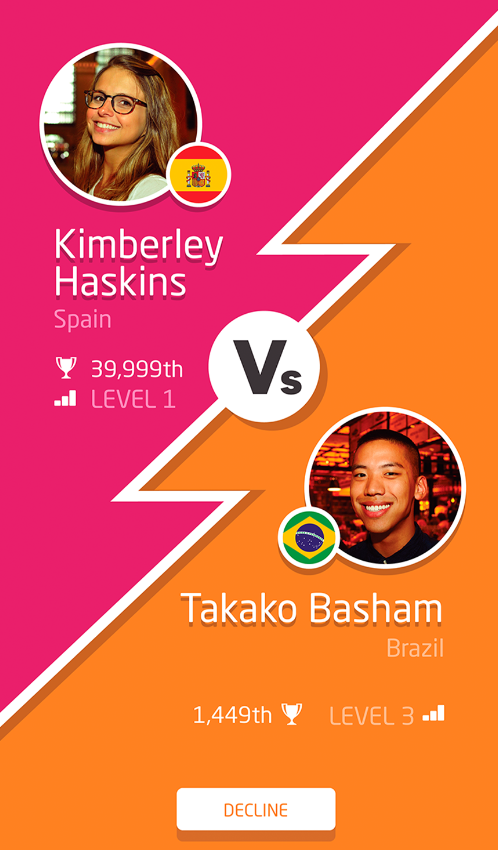 Kimberley
Haskins
Spain
39,999th
LEVEL 1
Vs
Takako Basham
Brazil
1,449th LEVEL 3
DECLINE